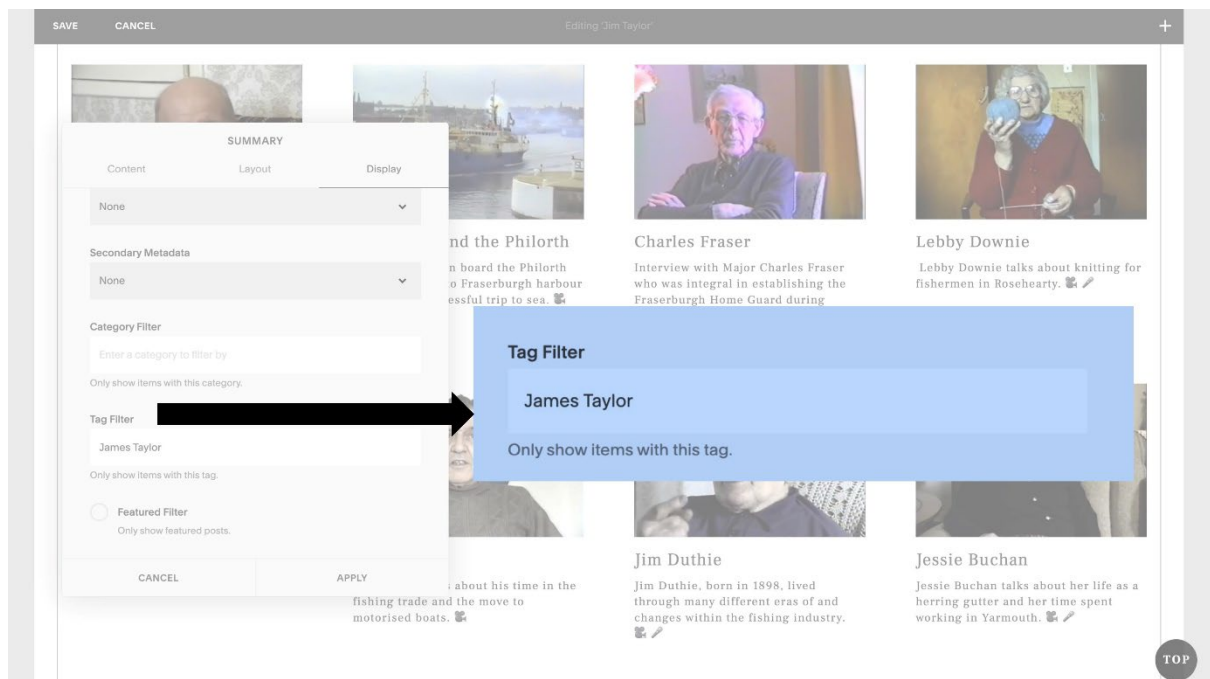 SAVE CANCEL Editing 'Jim Taylor' +
SUMMARY
Content Layout Display
None
Secondary Metadata
None
Category Filter
Enter a category to filter by
Only show items with this category.
Tag Filter
James Taylor
Only show items with this tag.
Featured Filter
Only show featured posts.
CANCEL APPLY
nd the Philorth
n board the Philorth
o Fraserburgh harbour
essful trip to sea.
Charles Fraser
Interview with Major Charles Fraser
who was integral in establishing the
Fraserburgh Home Guard during
Lebby Downie
Lebby Downie talks about knitting for
fishermen in Rosehearty.
Tag Filter
James Taylor
Only show items with this tag.
about his time in the
fishing trade and the move to
motorised boats.
Jim Duthie
Jim Duthie, born in 1898, lived
through many different eras of and
changes within the fishing industry.
Jessie Buchan
Jessie Buchan talks about her life as a
herring gutter and her time spent
working in Yarmouth.
TOP